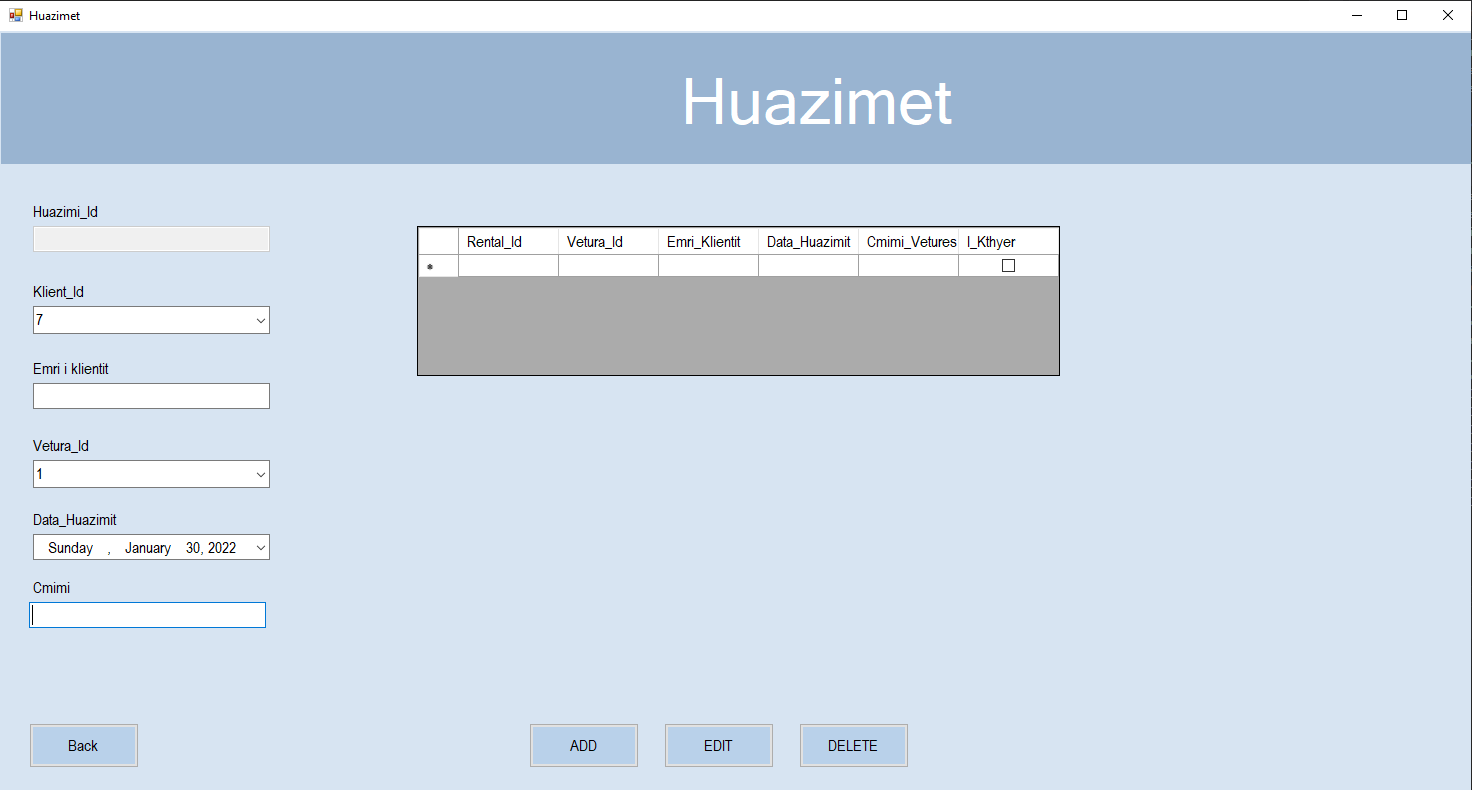 Huazimet
Huazimet
Huazimi_Id
Klient_Id
7
Emri i klientit
Vetura_Id
1
Data_Huazimit
Sunday , January 30, 2022
Cmimi
Rental_Id Vetura_Id Emri_Klientit Data_Huazimit Cmimi_Vetures I_Kthyer
Back ADD EDIT DELETE